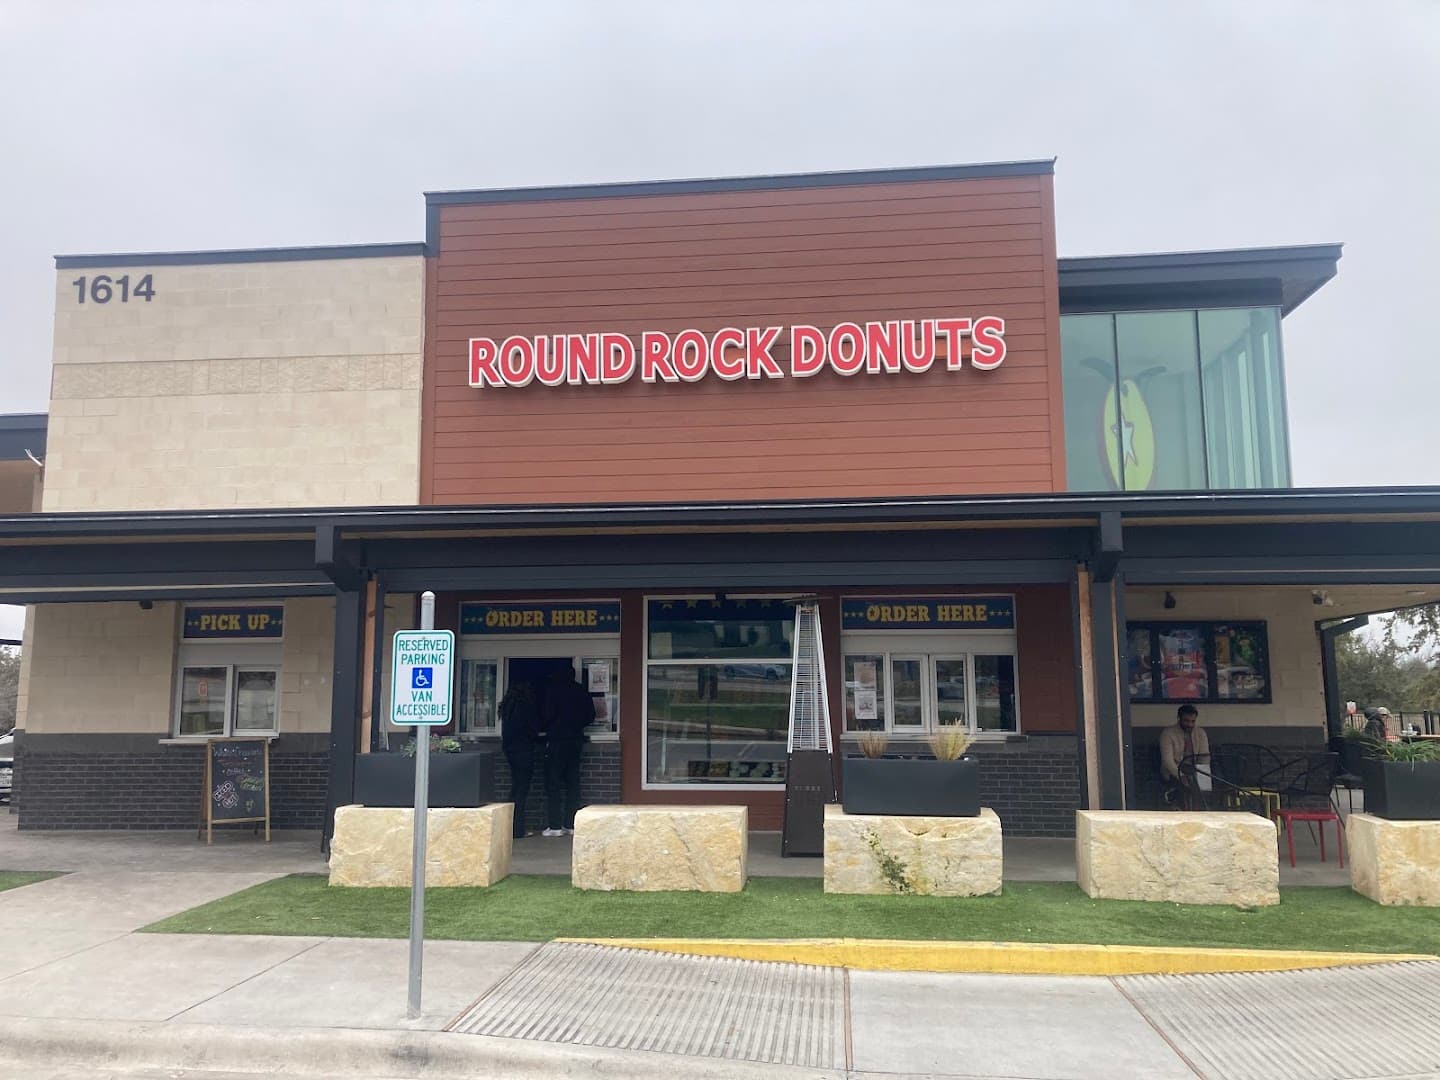 1614
ROUND ROCK DONUTS
PICK UP
ORDER HERE
ORDER HERE
RESERVED
PARKING
VAN
ACCESSIBLE